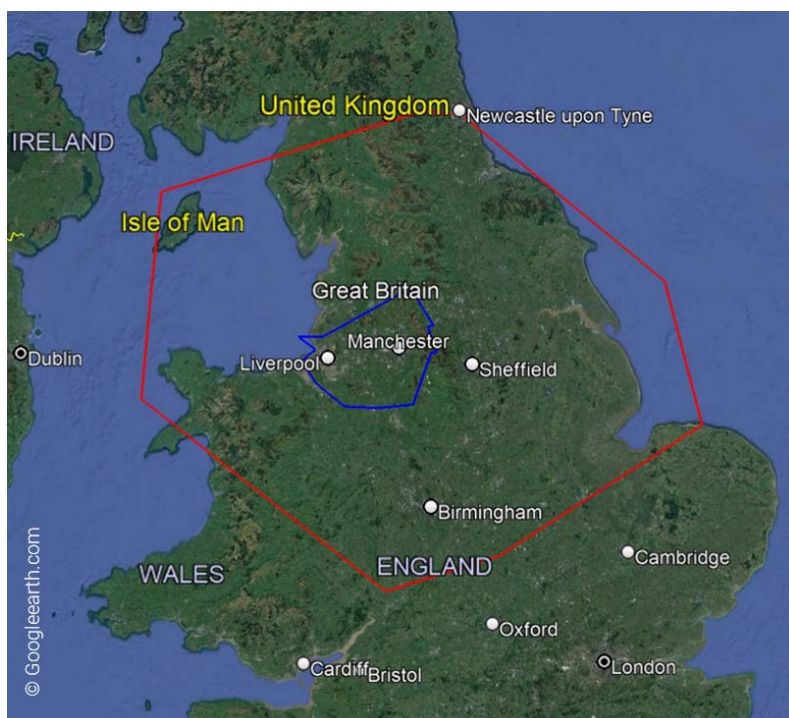 United Kingdom
Newcastle upon Tyne
IRELAND
Isle of Man
Great Britain
Manchester
Dublin
Liverpool
Sheffield
Birmingham
WALES
ENGLAND
Cambridge
Oxford
Cardiff
Bristol
London
© Googleearth.com